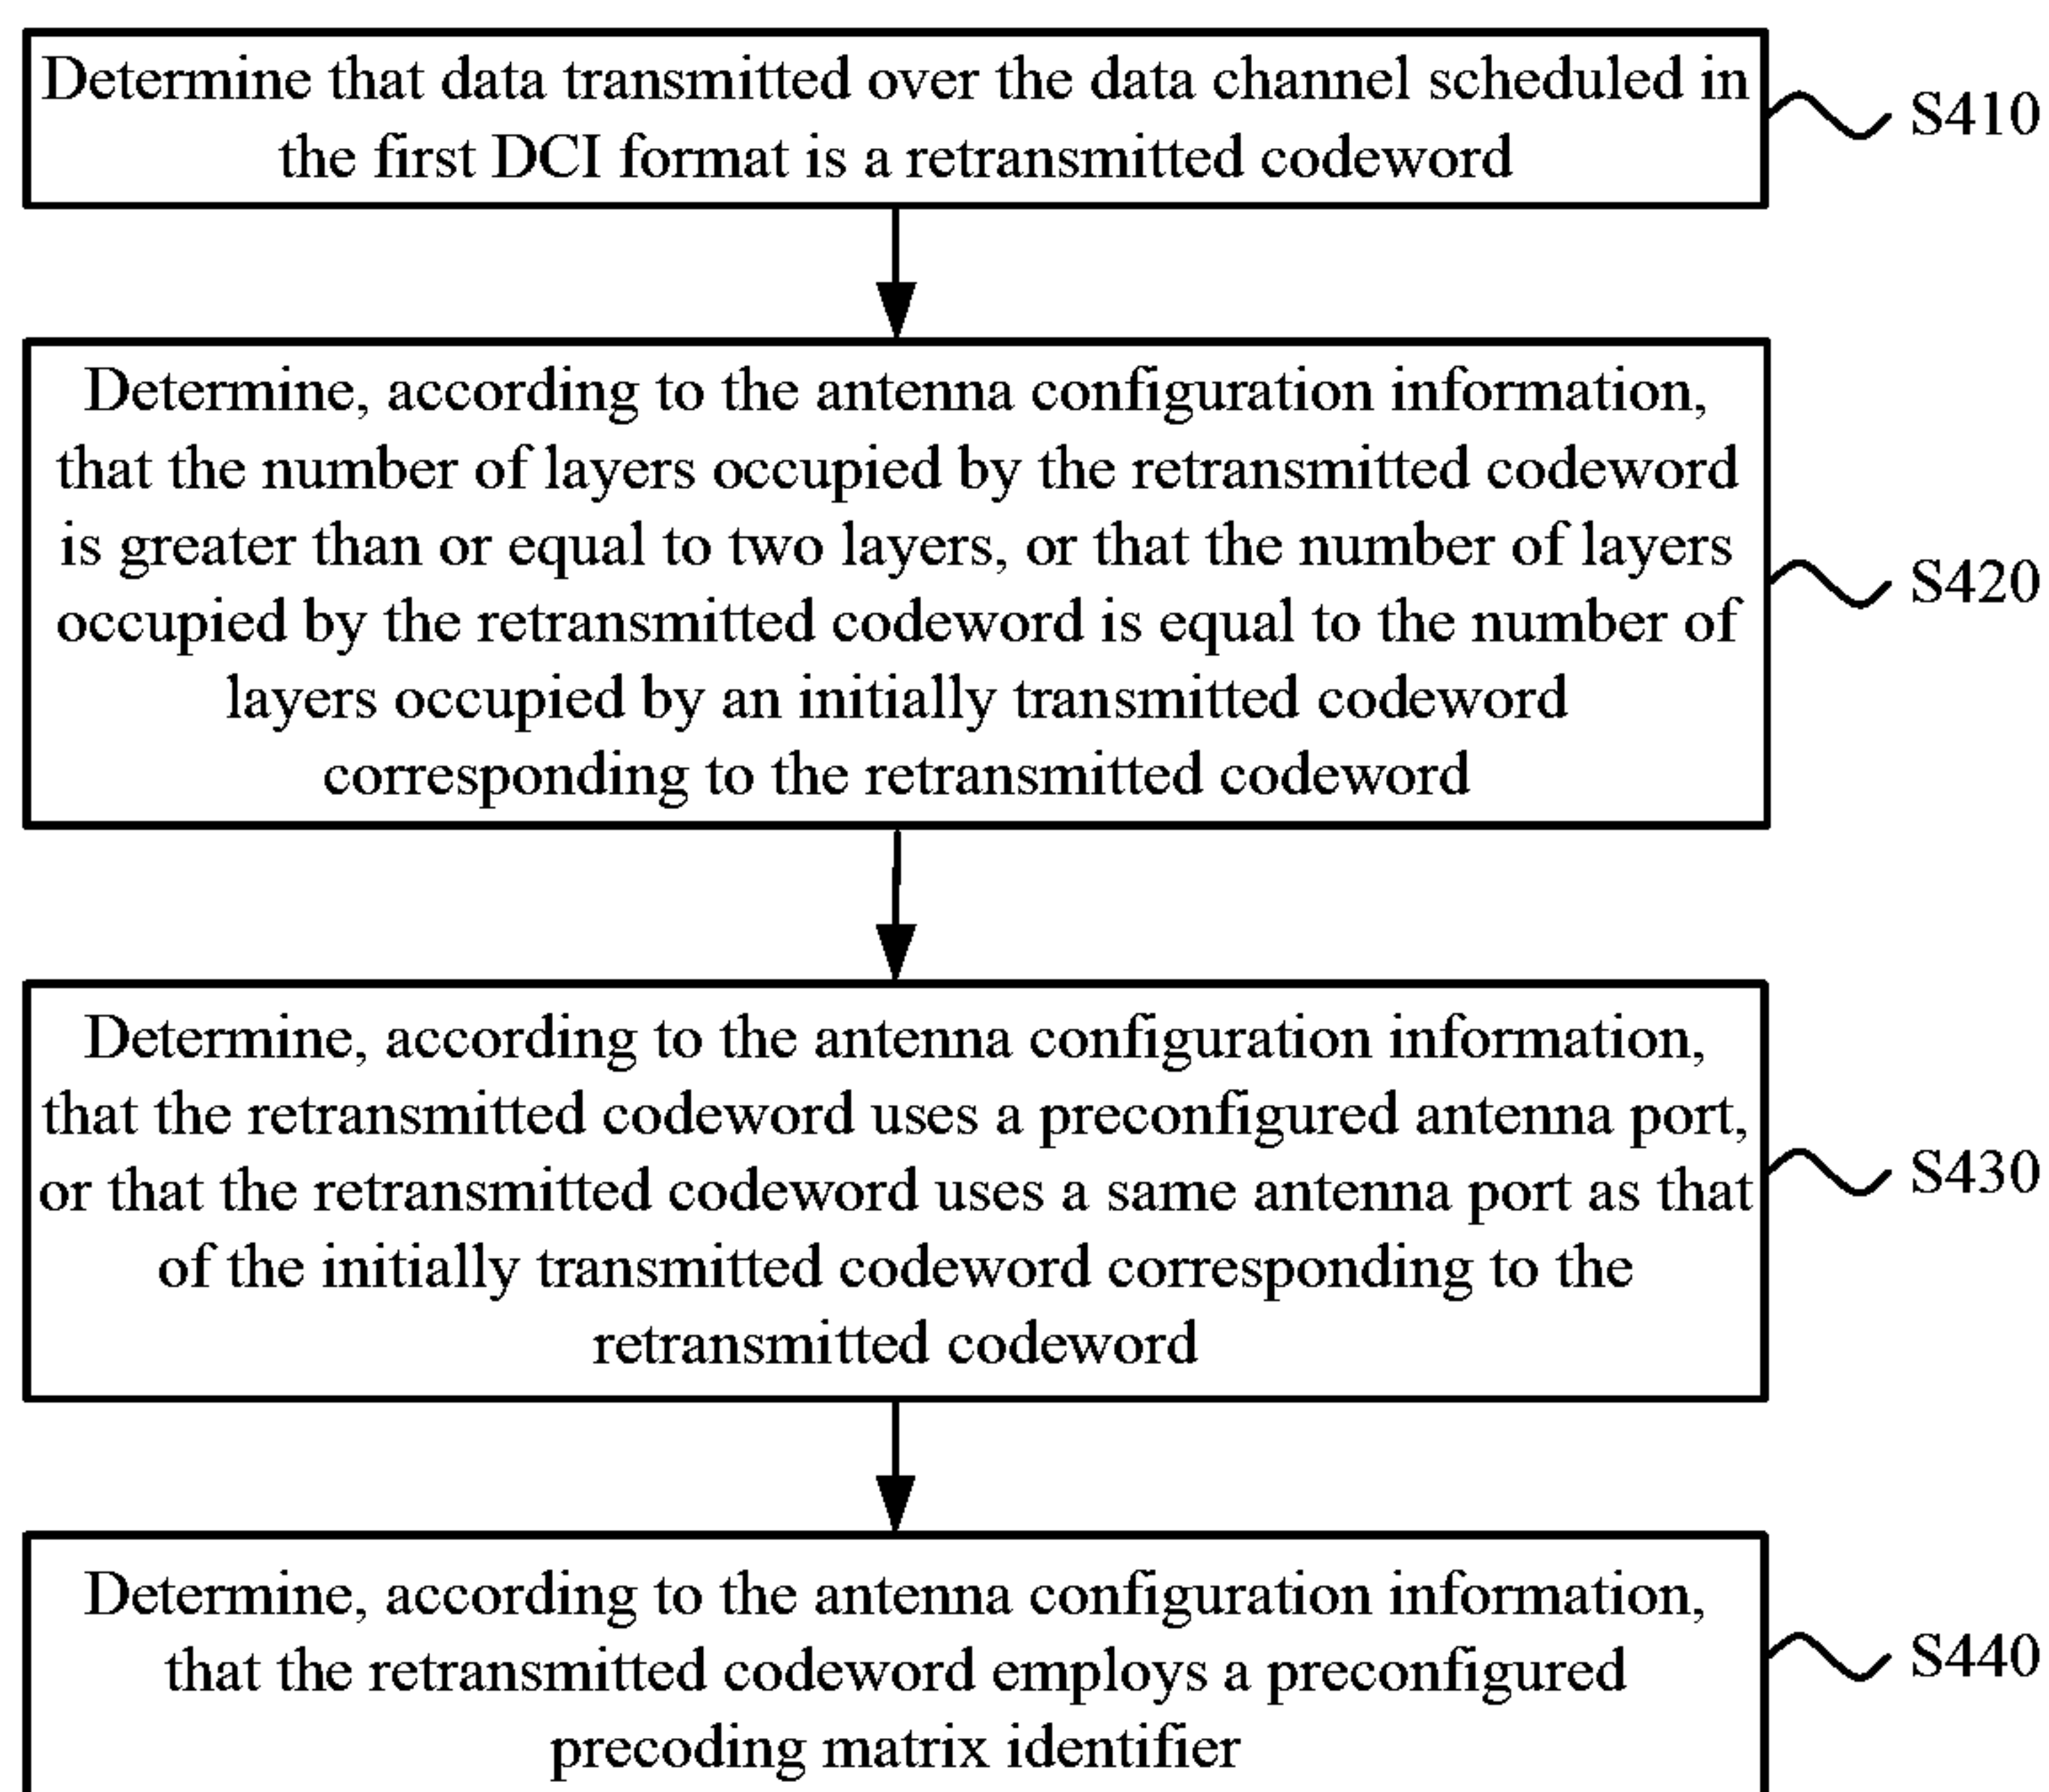 Determine that data transmitted over the data channel scheduled in
the first DCI format is a retransmitted codeword
S410
Determine, according to the antenna configuration information,
that the number of layers occupied by the retransmitted codeword
is greater than or equal to two layers, or that the number of layers
occupied by the retransmitted codeword is equal to the number of
layers occupied by an initially transmitted codeword
corresponding to the retransmitted codeword
S420
Determine, according to the antenna configuration information,
that the retransmitted codeword uses a preconfigured antenna port,
or that the retransmitted codeword uses a same antenna port as that
of the initially transmitted codeword corresponding to the
retransmitted codeword
S430
Determine, according to the antenna configuration information,
that the retransmitted codeword employs a preconfigured
precoding matrix identifier
S440